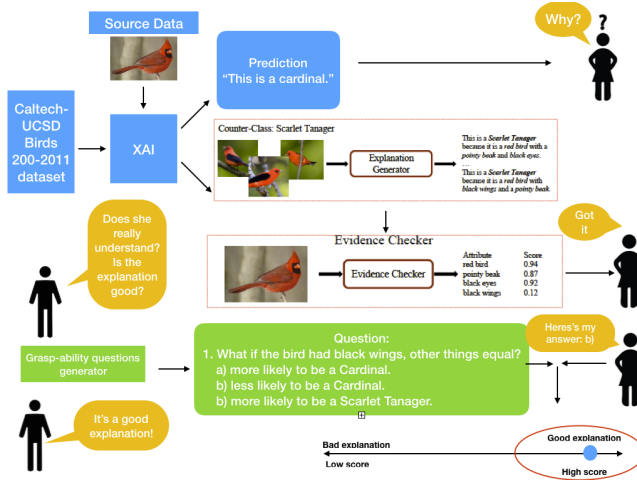 Source Data
Why?
?
Prediction
“This is a cardinal.”
Caltech-
UCSD
Birds
200-2011
dataset
XAI
Counter-Class: Scarlet Tanager
Explanation
Generator
This is a Scarlet Tanager
because it is a red bird with a
pointy beak and black eyes.
...
This is a Scarlet Tanager
because it is a red bird with
black wings and a pointy beak.
Does she
really
understand?
Is the
explanation
good?
Got
it
Evidence Checker
Evidence Checker
Attribute Score
red bird 0.94
pointy beak 0.87
black eyes 0.92
black wings 0.12
Grasp-ability questions
generator
Question:
1. What if the bird had black wings, other things equal?
a) more likely to be a Cardinal.
b) less likely to be a Cardinal.
b) more likely to be a Scarlet Tanager.
Heres's my
answer: b)
It's a good
explanation!
Bad explanation
Low score
Good explanation
High score